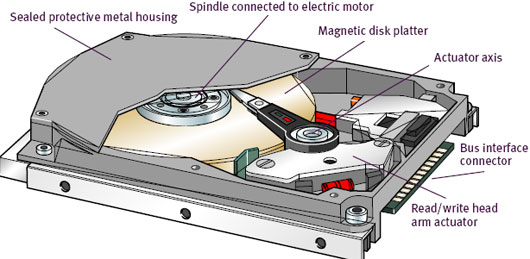 Spindle connected to electric motor
Sealed protective metal housing
Magnetic disk platter
Actuator axis
Bus interface
connector
Read/write head
arm actuator